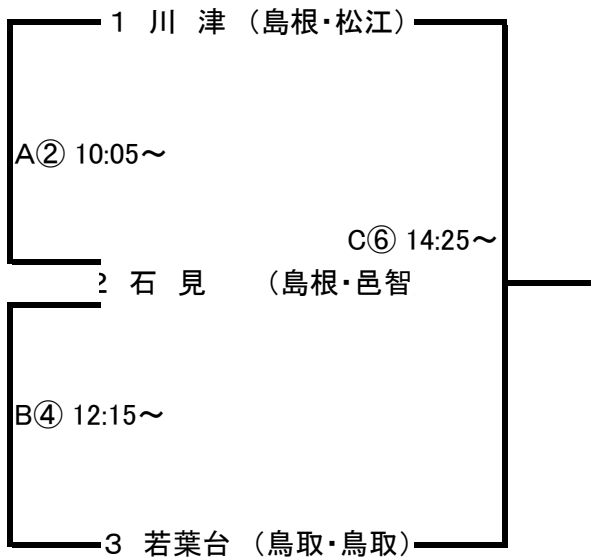 1 川 津 （島根・松江）
A② 10:05～
C⑥ 14:25～
2 石 見 （島根・邑智
B④ 12:15～
3 若葉台 （鳥取・鳥取）